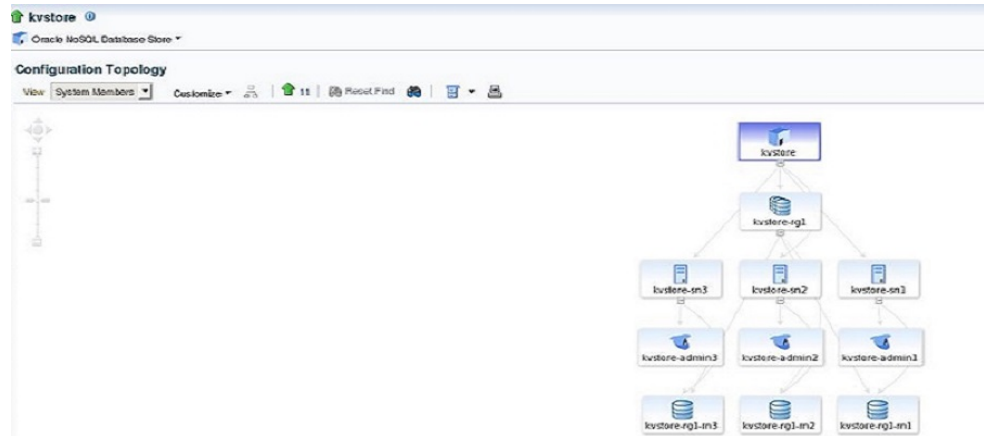 kvstore
Oracle NoSQL Database Store
Configuration Topology
View System Members Customize 11 Reset Find
kvstore
kvstore-rg1
kvstore-sn3 kvstore-sn2 kvstore-sn1
kvstore-admin3 kvstore-admin2 kvstore-admin1
kvstore-rg1-rn3 kvstore-rg1-rn2 kvstore-rg1-rn1